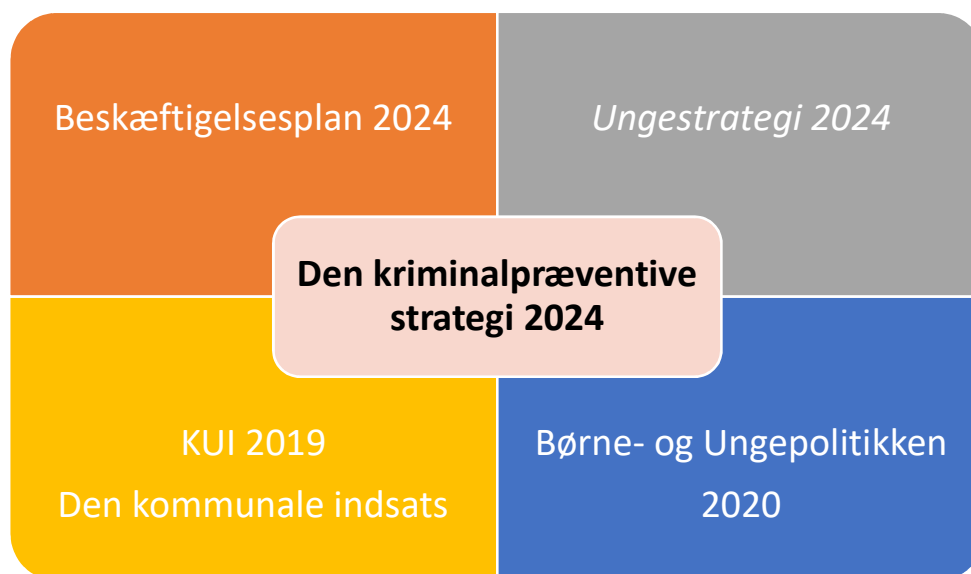 Beskæftigelsesplan 2024
Ungestrategi 2024
Den kriminalpræventive
strategi 2024
KUI 2019
Den kommunale indsats
Børne- og Ungepolitikken
2020